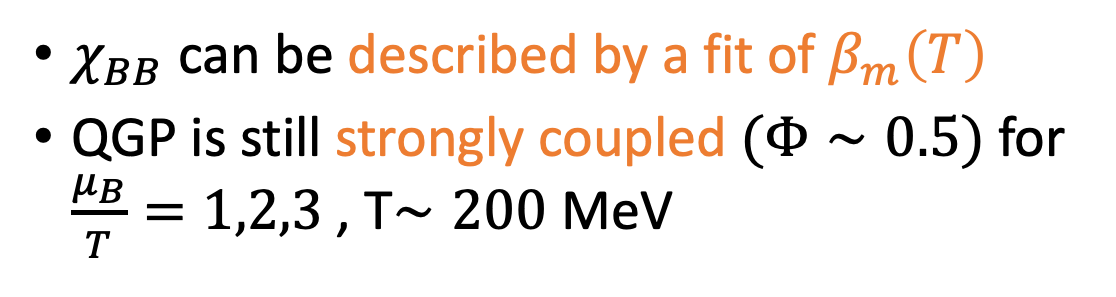 • χ_BB can be described by a fit of β_m(T)
• QGP is still strongly coupled (Φ ~ 0.5) for
μ_B/T = 1,2,3 , T~ 200 MeV